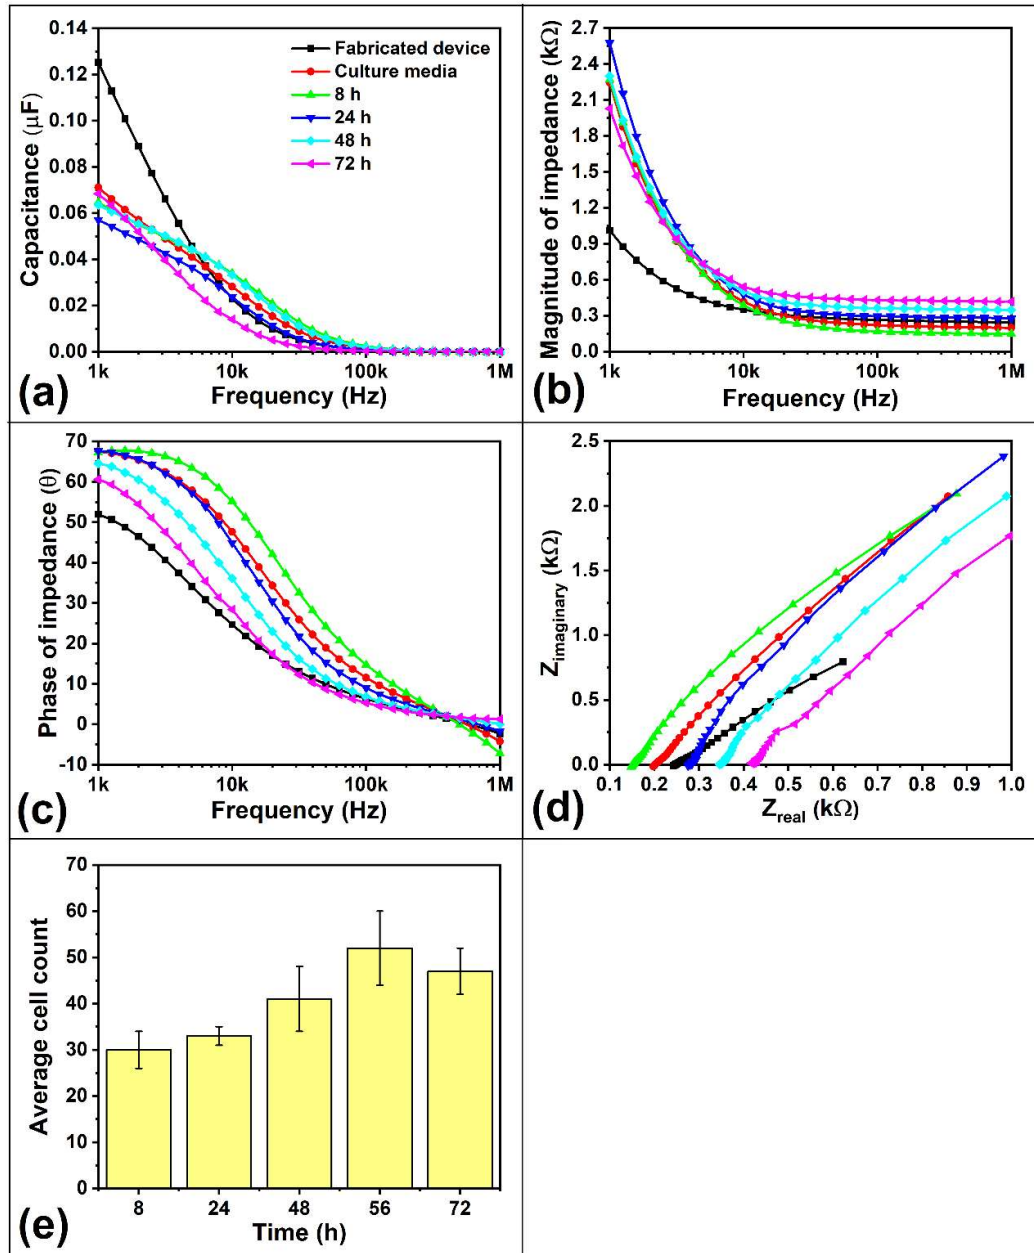 0.14
0.12
0.10
0.08
0.06
0.04
0.02
0.00
Capacitance (μF)
Fabricated device
Culture media
8 h
24 h
48 h
72 h
1k 10k 100k 1M
Frequency (Hz)
(a)
2.7
2.4
2.1
1.8
1.5
1.2
0.9
0.6
0.3
0.0
Magnitude of impedance (kΩ)
1k 10k 100k 1M
Frequency (Hz)
(b)
70
60
50
40
30
20
10
0
-10
Phase of impedance (θ)
1k 10k 100k 1M
Frequency (Hz)
(c)
2.5
2.0
1.5
1.0
0.5
0.0
Zimaginary (kΩ)
0.1 0.2 0.3 0.4 0.5 0.6 0.7 0.8 0.9 1.0
Zreal (kΩ)
(d)
70
60
50
40
30
20
10
0
Average cell count
8 24 48 56 72
Time (h)
(e)